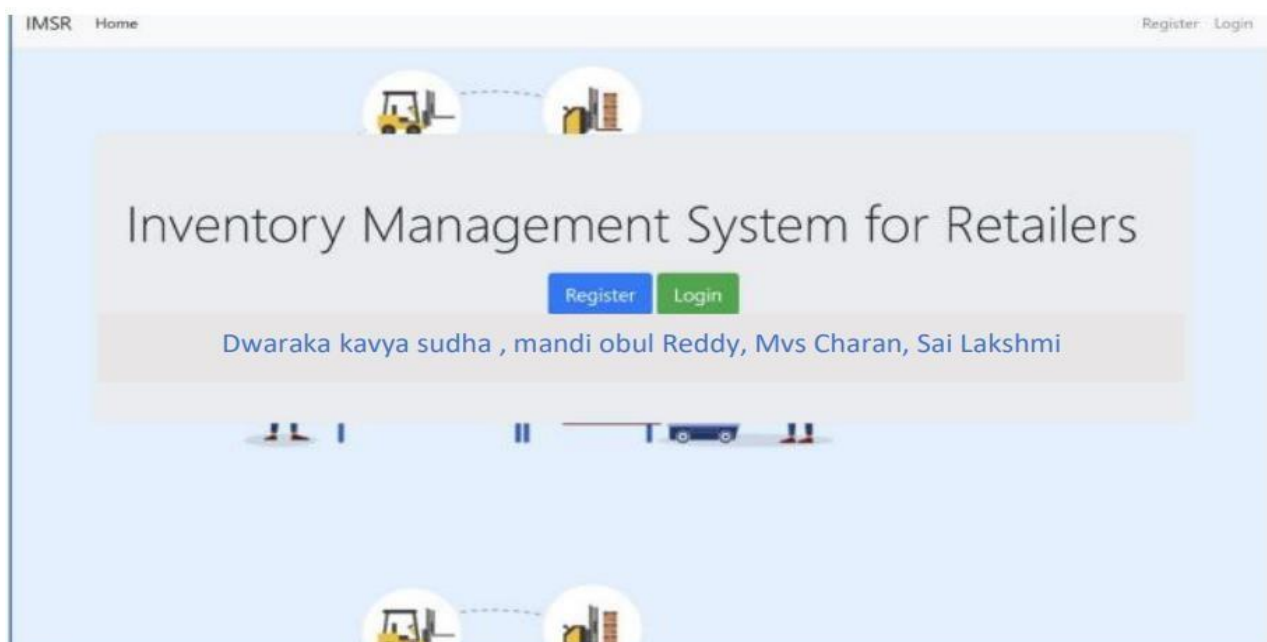 IMSR Home Register Login
Inventory Management System for Retailers
Register Login
Dwaraka kavya sudha , mandi obul Reddy, Mvs Charan, Sai Lakshmi